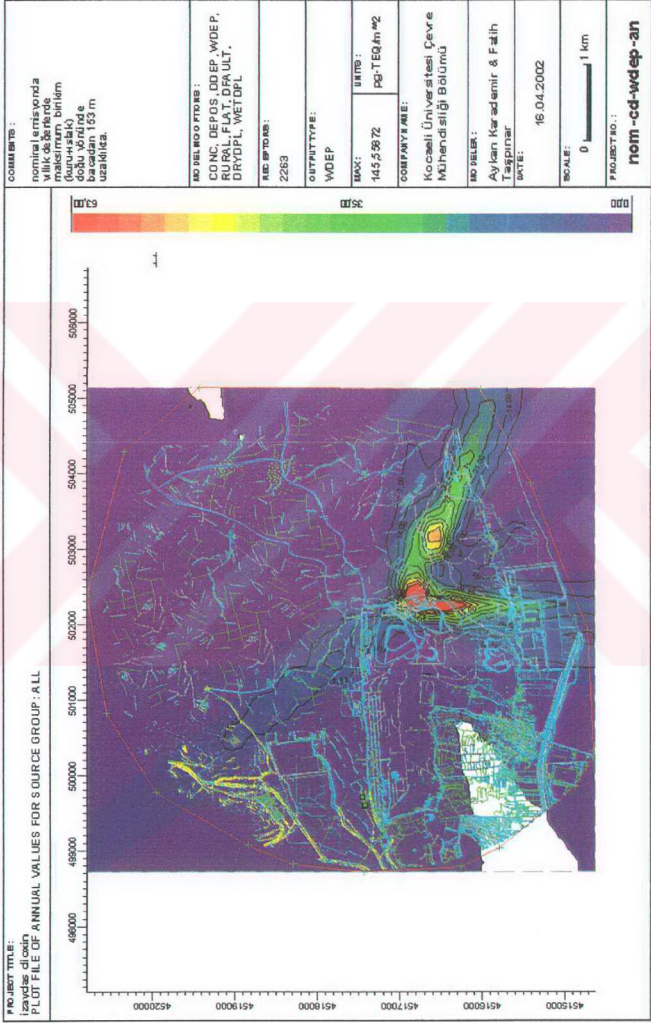 PROJECT TITLE:
izaydas dioxin
PLOT FILE OF ANNUAL VALUES FOR SOURCE GROUP: ALL
498000 499000 500000 501000 502000 503000 504000 505000 506000
4520000
4519000
4518000
4517000
4516000
4515000
63,00
35,00
0,00
COMMENTS:
nominal emisyonda
yıllık değerlerde
maksimum birikim
(kuru+ıslak)
doğu yönünde
bacadan 153 m
uzaklıkta.
MODELING OPTIONS:
CONC, DEPOS, DDEP, WDEP,
RURAL, FLAT, DFAULT,
DRYDPL, WETDPL
RECEPTORS:
2263
OUTPUT TYPE:
WDEP
MAX:
145,55872
UNITS:
pg-TEQ/m**2
COMPANY NAME:
Kocaeli Üniversitesi Çevre
Mühendisliği Bölümü
MODELER:
Aykan Karademir & Fatih
Taşpınar
DATE:
16.04.2002
SCALE:
0 1 km
PROJECT NO.:
nom-cd-wdep-an